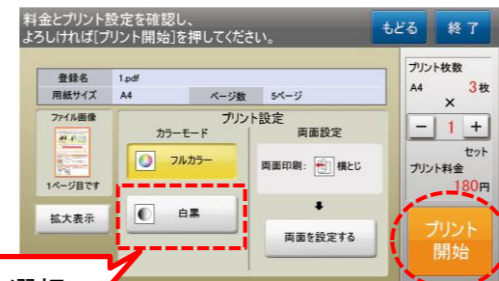 料金とプリント設定を確認し、
よろしければ[プリント開始]を押してください。
もどる
終了
登録名 1.pdf
用紙サイズ A4 ページ数 5ページ
ファイル画像
1ページ目です
拡大表示
プリント設定
カラーモード
フルカラー
白黒
両面設定
両面印刷: 横とじ
両面を設定する
プリント枚数
A4 3枚
×
− 1 +
セット
プリント料金
180円
プリント
開始